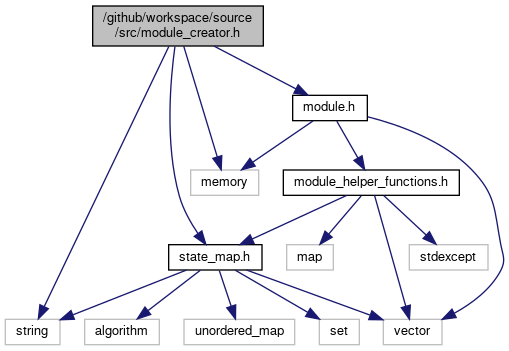 /github/workspace/source
/src/module_creator.h
module.h
memory
module_helper_functions.h
state_map.h
map
stdexcept
string
algorithm
unordered_map
set
vector